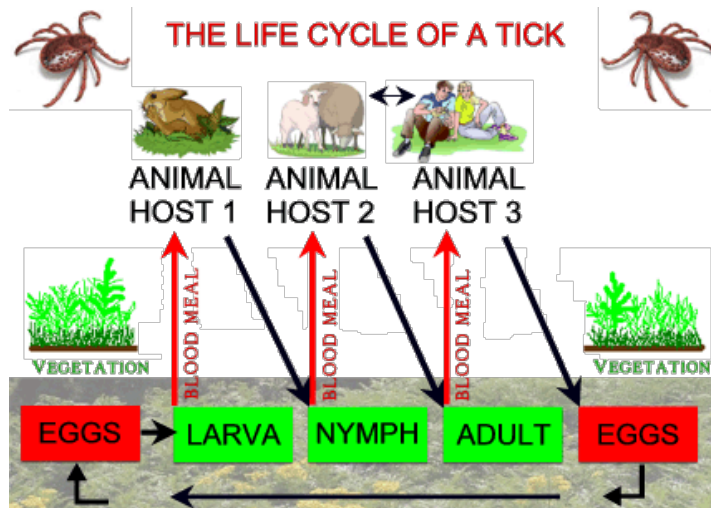 THE LIFE CYCLE OF A TICK
ANIMAL
HOST 1
ANIMAL
HOST 2
ANIMAL
HOST 3
BLOOD MEAL
BLOOD MEAL
BLOOD MEAL
VEGETATION
VEGETATION
EGGS
LARVA
NYMPH
ADULT
EGGS